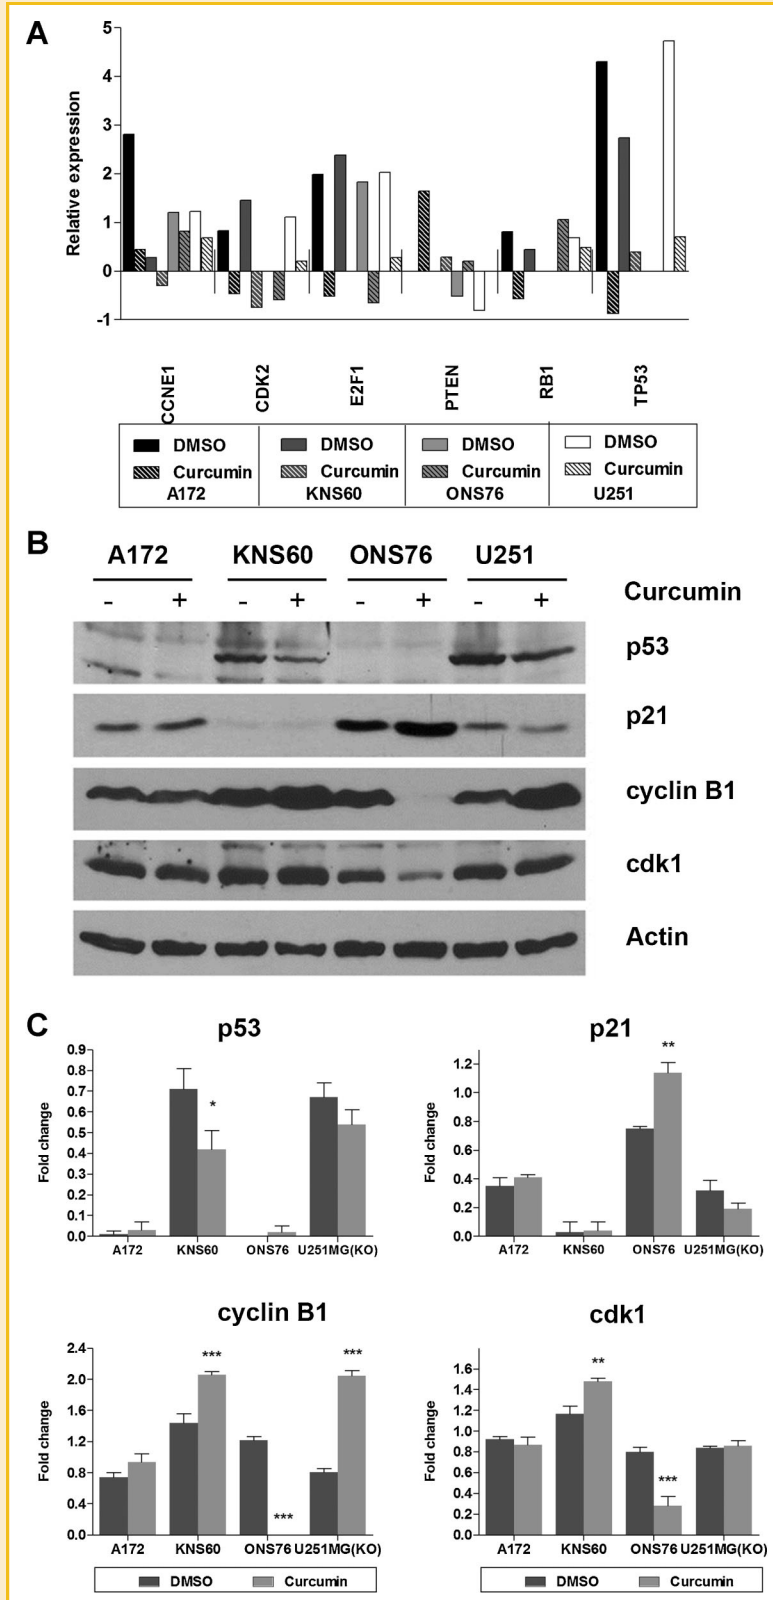 A
Relative expression
5
4
3
2
1
0
-1
CCNE1 CDK2 E2F1 PTEN RB1 TP53
DMSO DMSO DMSO DMSO
Curcumin Curcumin Curcumin Curcumin
A172 KNS60 ONS76 U251
B
A172 KNS60 ONS76 U251
- + - + - + - + Curcumin
p53
p21
cyclin B1
cdk1
Actin
C
p53
Fold change
0.9
0.8
0.7
0.6
0.5
0.4
0.3
0.2
0.1
0.0
*
A172 KNS60 ONS76 U251MG(KO)
p21
Fold change
1.2
1.0
0.8
0.6
0.4
0.2
0.0
**
A172 KNS60 ONS76 U251MG(KO)
cyclin B1
Fold change
2.4
2.0
1.6
1.2
0.8
0.4
0.0
*** *** ***
A172 KNS60 ONS76 U251MG(KO)
DMSO Curcumin
cdk1
Fold change
1.6
1.4
1.2
1.0
0.8
0.6
0.4
0.2
0.0
** ***
A172 KNS60 ONS76 U251MG(KO)
DMSO Curcumin